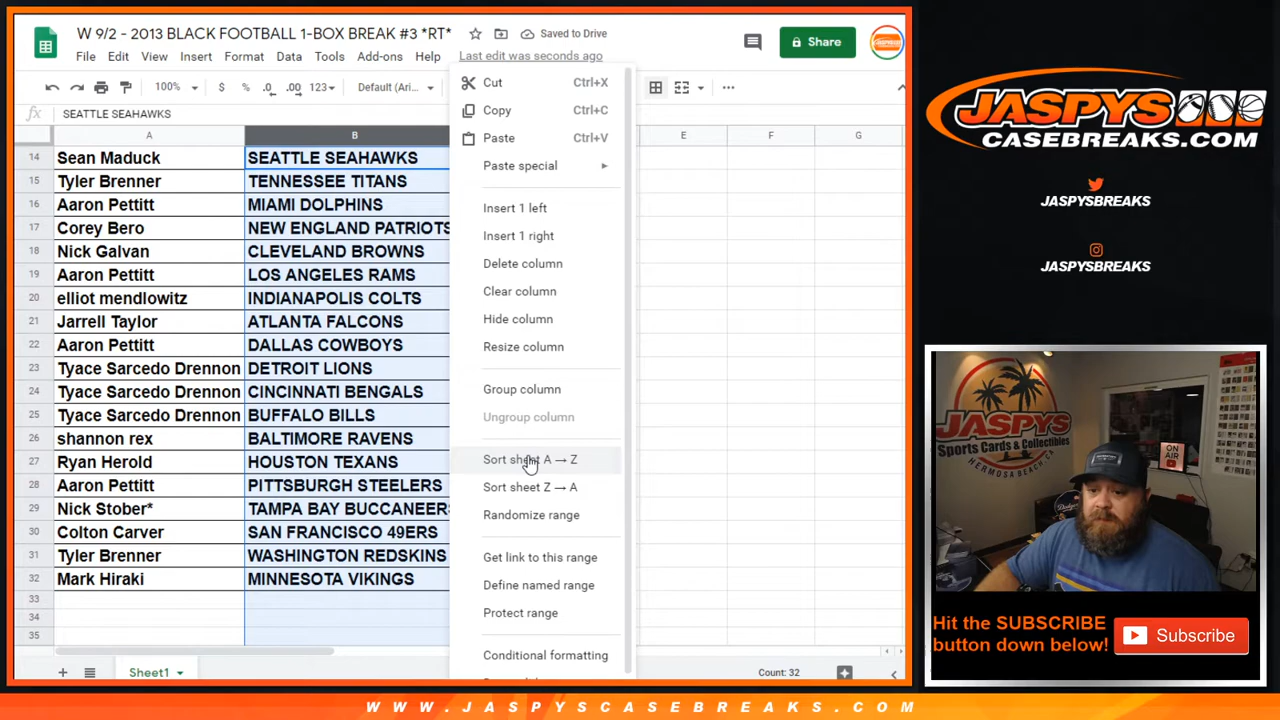 W 9/2 - 2013 BLACK FOOTBALL 1-BOX BREAK #3 *RT*
Saved to Drive
File Edit View Insert Format Data Tools Add-ons Help Last edit was seconds ago
Share
100% $ % .0 .00 123 Default (Ari...
fx SEATTLE SEAHAWKS
A B E F G
14 Sean Maduck SEATTLE SEAHAWKS
15 Tyler Brenner TENNESSEE TITANS
16 Aaron Pettitt MIAMI DOLPHINS
17 Corey Bero NEW ENGLAND PATRIOTS
18 Nick Galvan CLEVELAND BROWNS
19 Aaron Pettitt LOS ANGELES RAMS
20 elliot mendlowitz INDIANAPOLIS COLTS
21 Jarrell Taylor ATLANTA FALCONS
22 Aaron Pettitt DALLAS COWBOYS
23 Tyace Sarcedo Drennon DETROIT LIONS
24 Tyace Sarcedo Drennon CINCINNATI BENGALS
25 Tyace Sarcedo Drennon BUFFALO BILLS
26 shannon rex BALTIMORE RAVENS
27 Ryan Herold HOUSTON TEXANS
28 Aaron Pettitt PITTSBURGH STEELERS
29 Nick Stober* TAMPA BAY BUCCANEERS
30 Colton Carver SAN FRANCISCO 49ERS
31 Tyler Brenner WASHINGTON REDSKINS
32 Mark Hiraki MINNESOTA VIKINGS
33
34
35
Cut Ctrl+X
Copy Ctrl+C
Paste Ctrl+V
Paste special
Insert 1 left
Insert 1 right
Delete column
Clear column
Hide column
Resize column
Group column
Ungroup column
Sort sheet A → Z
Sort sheet Z → A
Randomize range
Get link to this range
Define named range
Protect range
Conditional formatting
Sheet1
Count: 32
JASPYS
CASEBREAKS.COM
JASPYSBREAKS
JASPYSBREAKS
JASPYS
Sports Cards & Collectibles
HERMOSA BEACH, CA
ON AIR
Dodgers
Hit the SUBSCRIBE
button down below!
Subscribe
WWW.JASPYSCASEBREAKS.COM